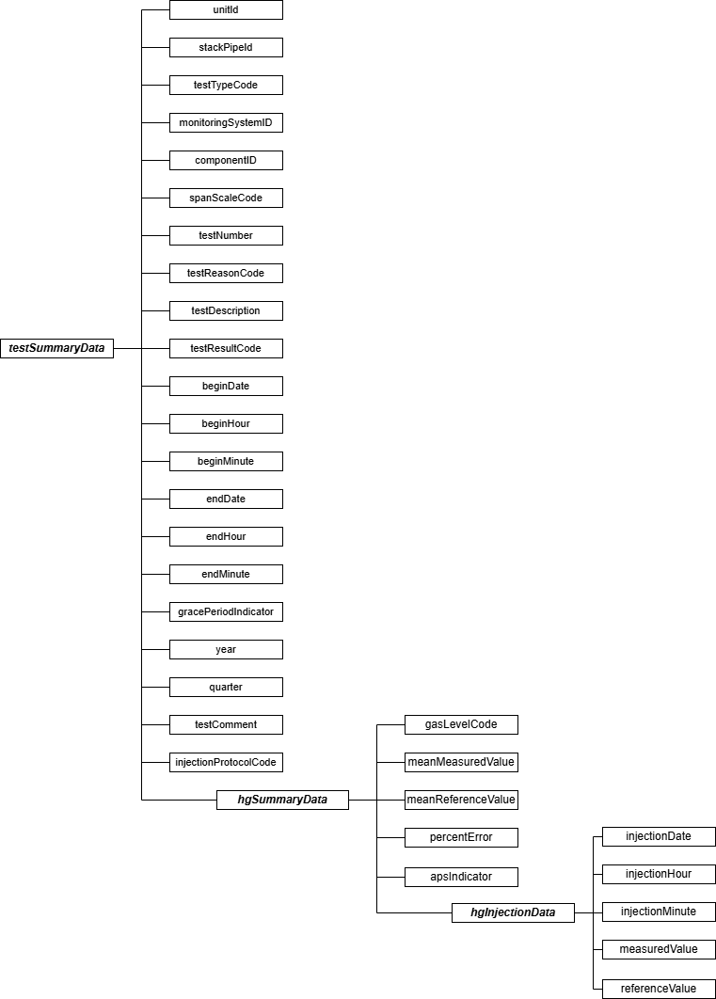 unitId
stackPipeId
testTypeCode
monitoringSystemID
componentID
spanScaleCode
testNumber
testReasonCode
testDescription
testSummaryData
testResultCode
beginDate
beginHour
beginMinute
endDate
endHour
endMinute
gracePeriodIndicator
year
quarter
testComment
injectionProtocolCode
hgSummaryData
gasLevelCode
meanMeasuredValue
meanReferenceValue
percentError
apsIndicator
hgInjectionData
injectionDate
injectionHour
injectionMinute
measuredValue
referenceValue